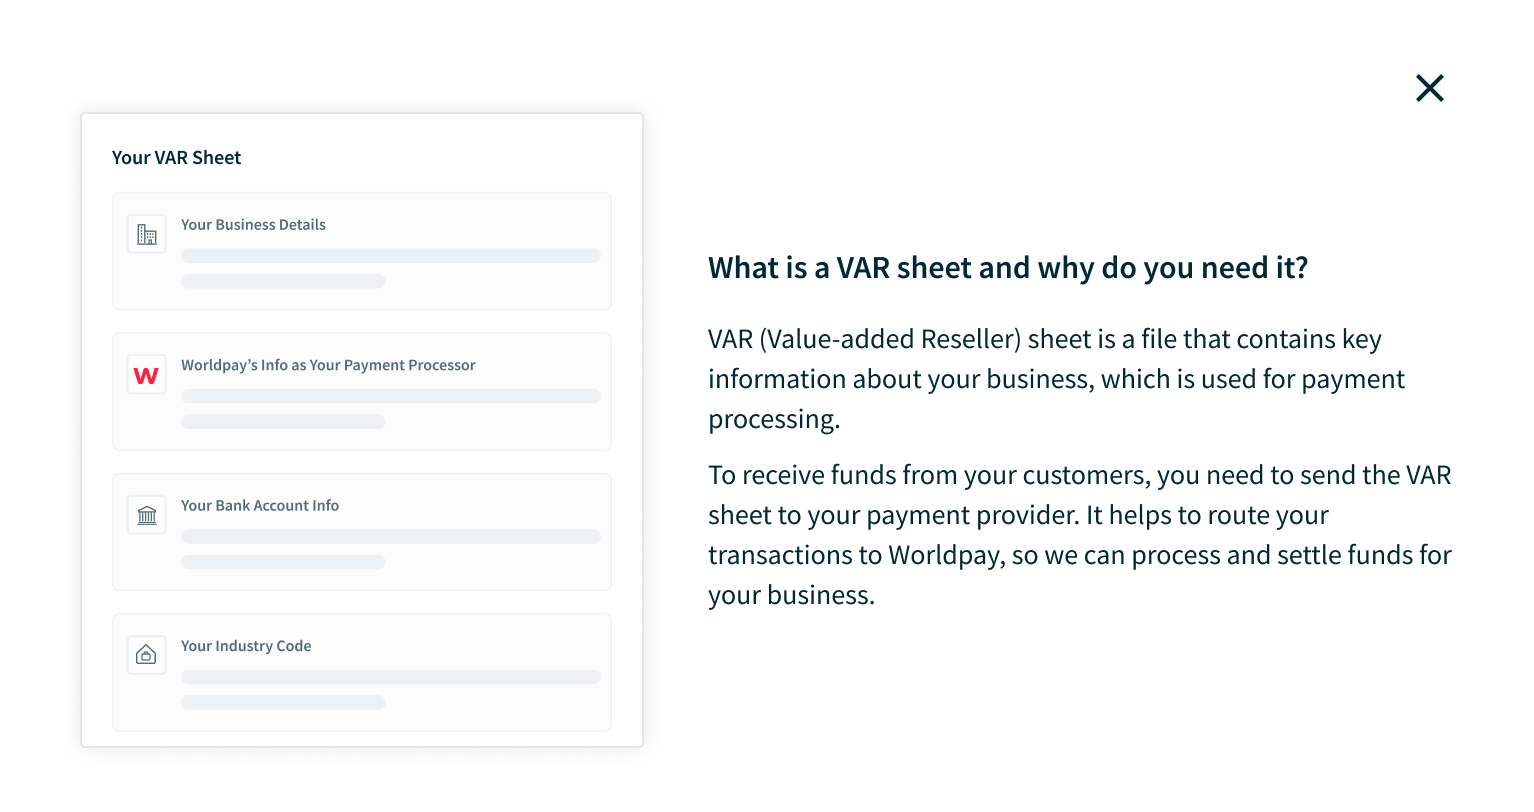 Your VAR Sheet
Your Business Details
W
Worldpay’s Info as Your Payment Processor
Your Bank Account Info
Your Industry Code
What is a VAR sheet and why do you need it?
VAR (Value-added Reseller) sheet is a file that contains key
information about your business, which is used for payment
processing.
To receive funds from your customers, you need to send the VAR
sheet to your payment provider. It helps to route your
transactions to Worldpay, so we can process and settle funds for
your business.